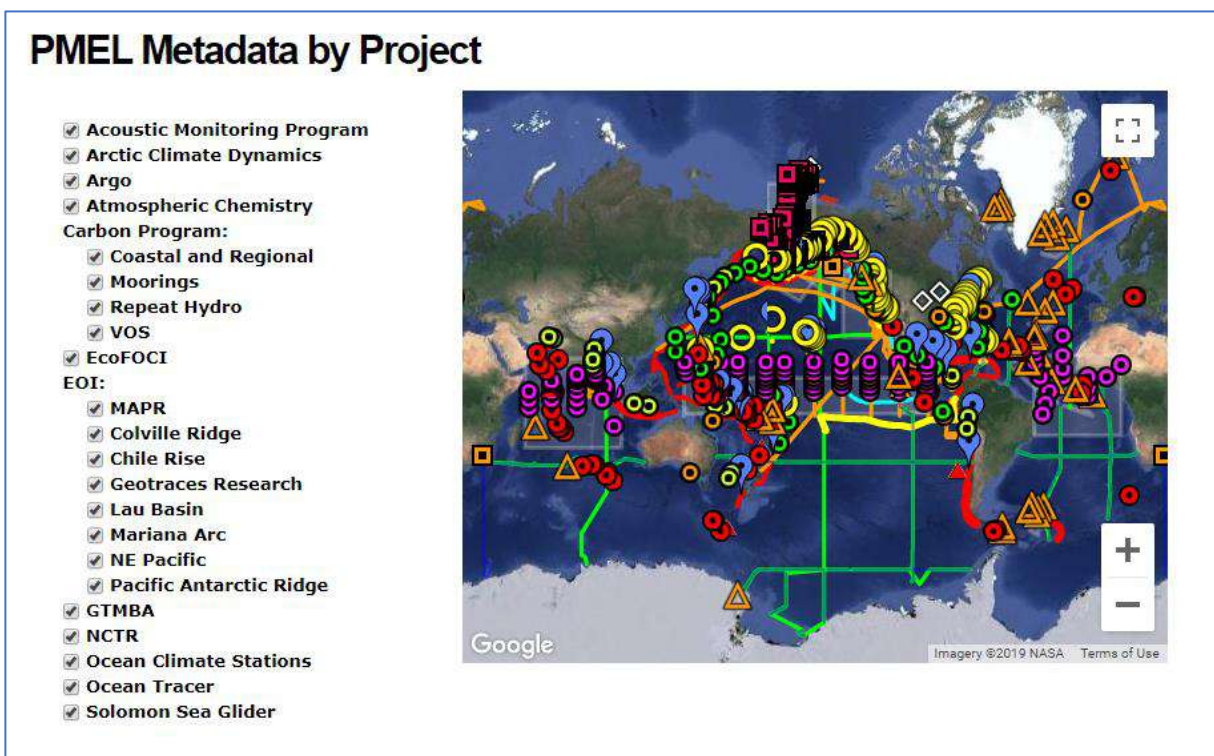 PMEL Metadata by Project
Acoustic Monitoring Program
Arctic Climate Dynamics
Argo
Atmospheric Chemistry
Carbon Program:
Coastal and Regional
Moorings
Repeat Hydro
VOS
EcoFOCI
EOI:
MAPR
Colville Ridge
Chile Rise
Geotraces Research
Lau Basin
Mariana Arc
NE Pacific
Pacific Antarctic Ridge
GTMBA
NCTR
Ocean Climate Stations
Ocean Tracer
Solomon Sea Glider
Google
Imagery ©2019 NASA Terms of Use